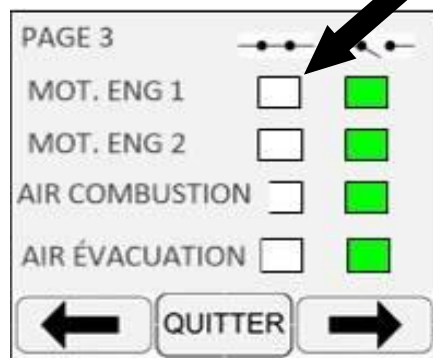 PAGE 3
MOT. ENG 1
MOT. ENG 2
AIR COMBUSTION
AIR ÉVACUATION
QUITTER